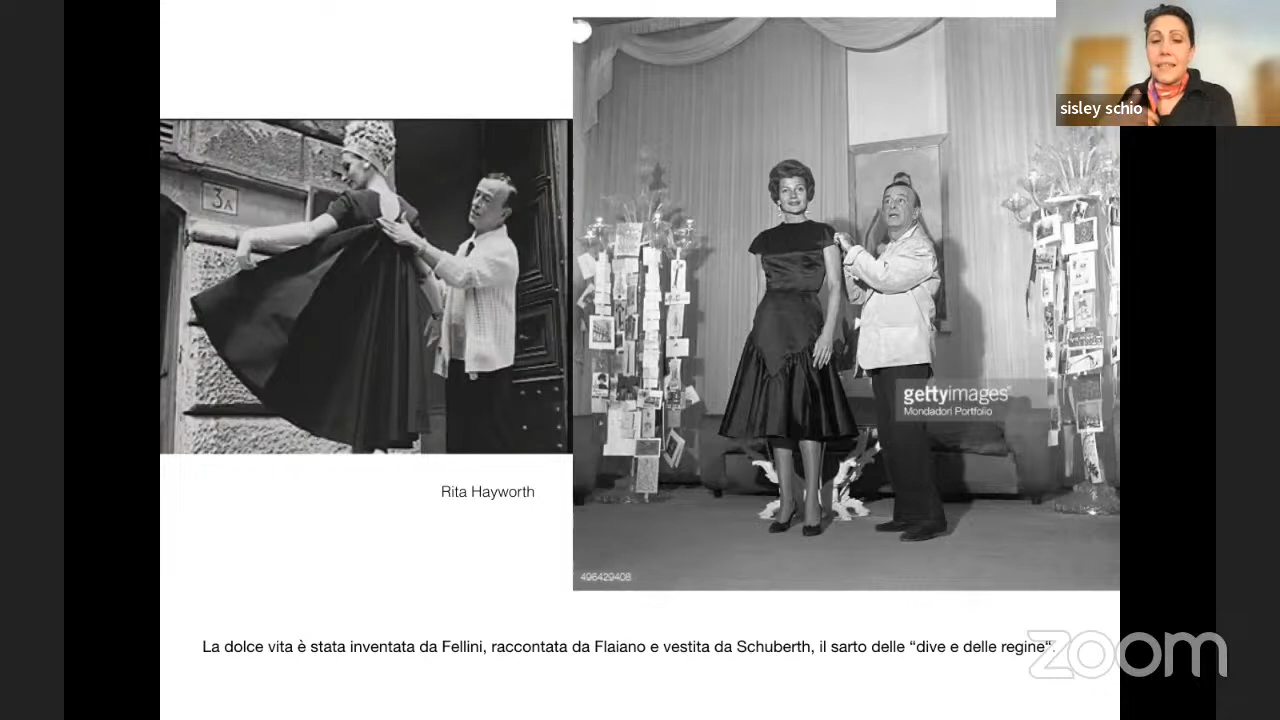 sisley schio
3A
gettyimages®
Mondadori Portfolio
Rita Hayworth
496429408
La dolce vita è stata inventata da Fellini, raccontata da Flaiano e vestita da Schuberth, il sarto delle “dive e delle regine“.
zoom